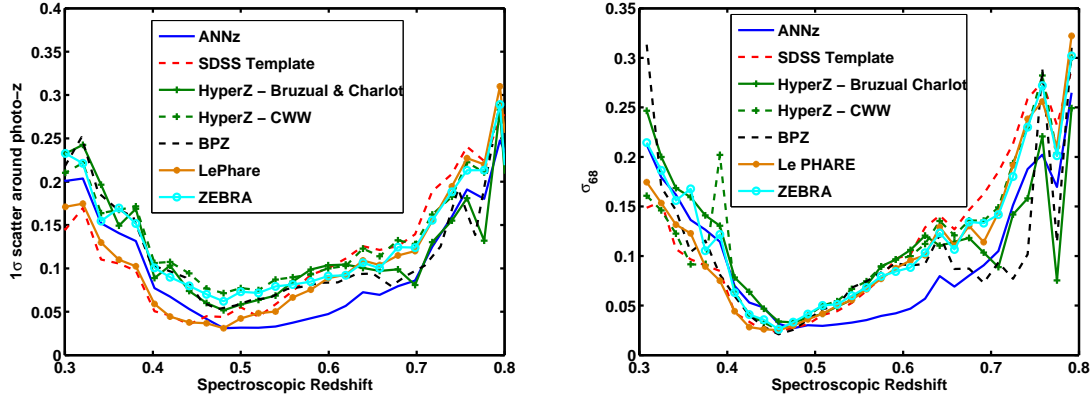 0.4
0.35
0.3
0.25
0.2
0.15
0.1
0.05
0
1σ scatter around photo−z
ANNz
SDSS Template
HyperZ − Bruzual & Charlot
HyperZ − CWW
BPZ
LePhare
ZEBRA
0.3 0.4 0.5 0.6 0.7 0.8
Spectroscopic Redshift
0.35
0.3
0.25
0.2
0.15
0.1
0.05
0
σ68
ANNz
SDSS Template
HyperZ − Bruzual Charlot
HyperZ − CWW
BPZ
Le PHARE
ZEBRA
0.3 0.4 0.5 0.6 0.7 0.8
Spectroscopic Redshift